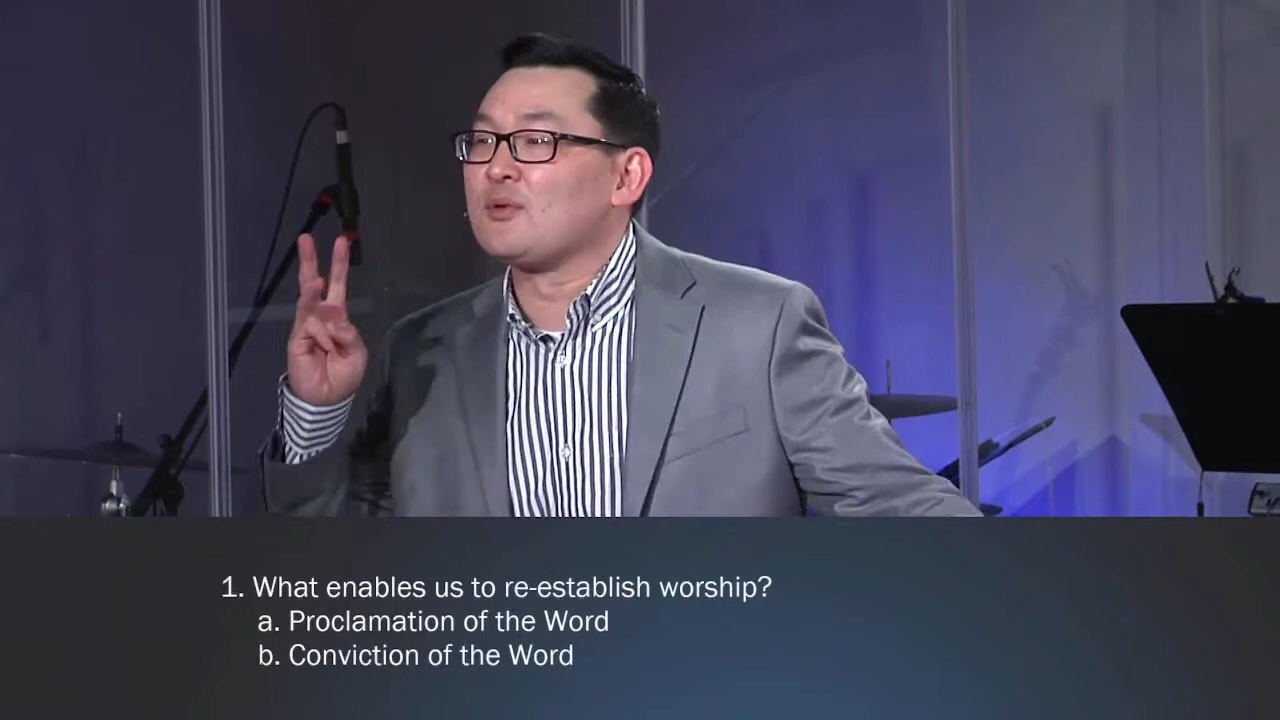 1. What enables us to re-establish worship?
a. Proclamation of the Word
b. Conviction of the Word